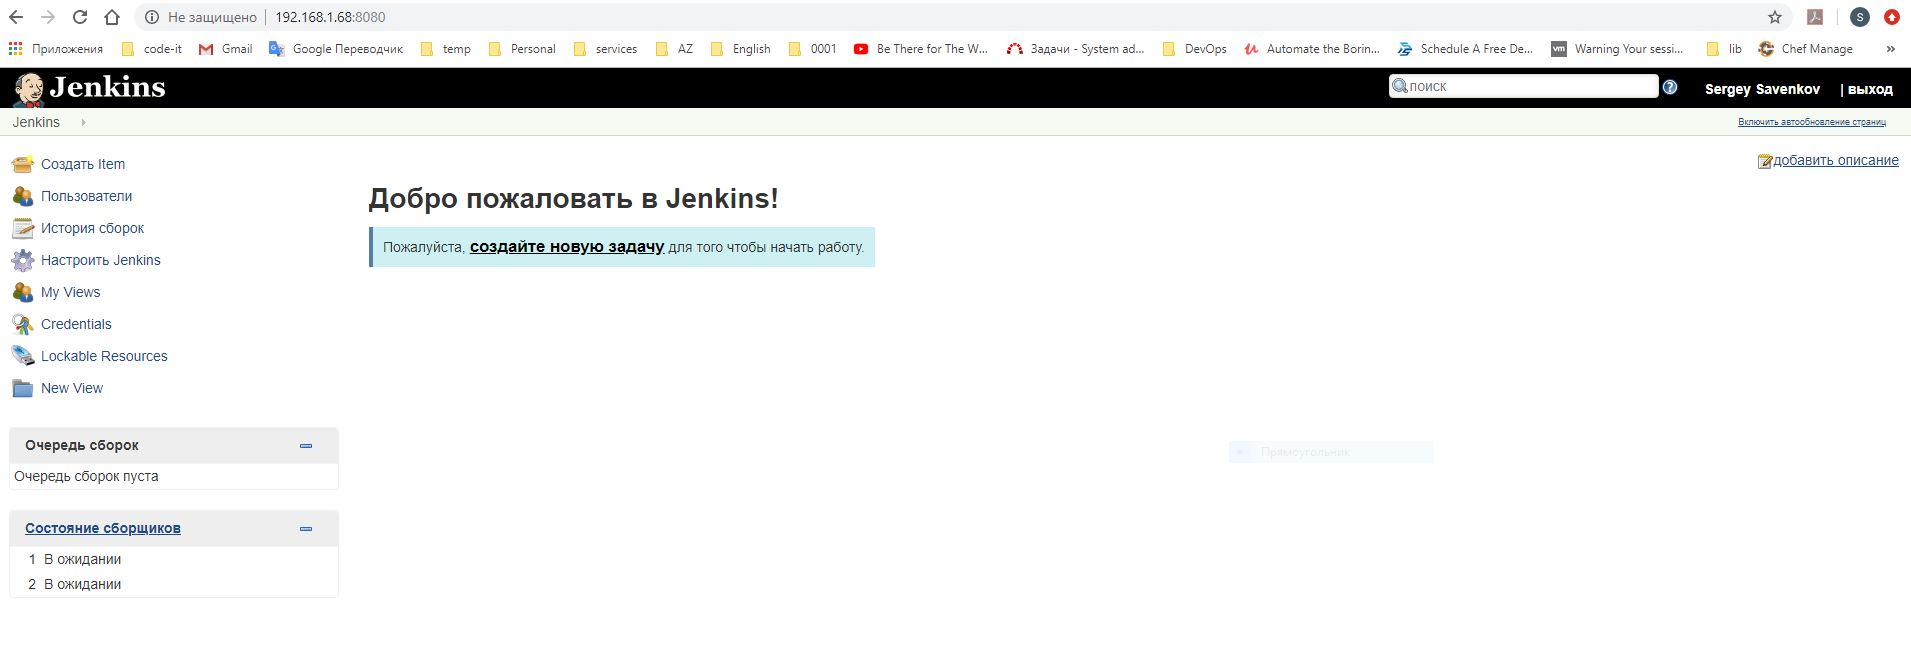 Не защищено 192.168.1.68:8080 S
Приложения code-it Gmail Google Переводчик temp Personal services AZ English 0001 Be There for The W... Задачи - System ad... DevOps Automate the Borin... Schedule A Free De... vm Warning Your sessi... lib Chef Manage »
Jenkins поиск ? Sergey Savenkov | выход
Jenkins Включить автообновление страниц
добавить описание
Создать Item
Пользователи
История сборок
Настроить Jenkins
My Views
Credentials
Lockable Resources
New View
Добро пожаловать в Jenkins!
Пожалуйста, создайте новую задачу для того чтобы начать работу.
Прямоугольник
Очередь сборок
Очередь сборок пуста
Состояние сборщиков
1 В ожидании
2 В ожидании